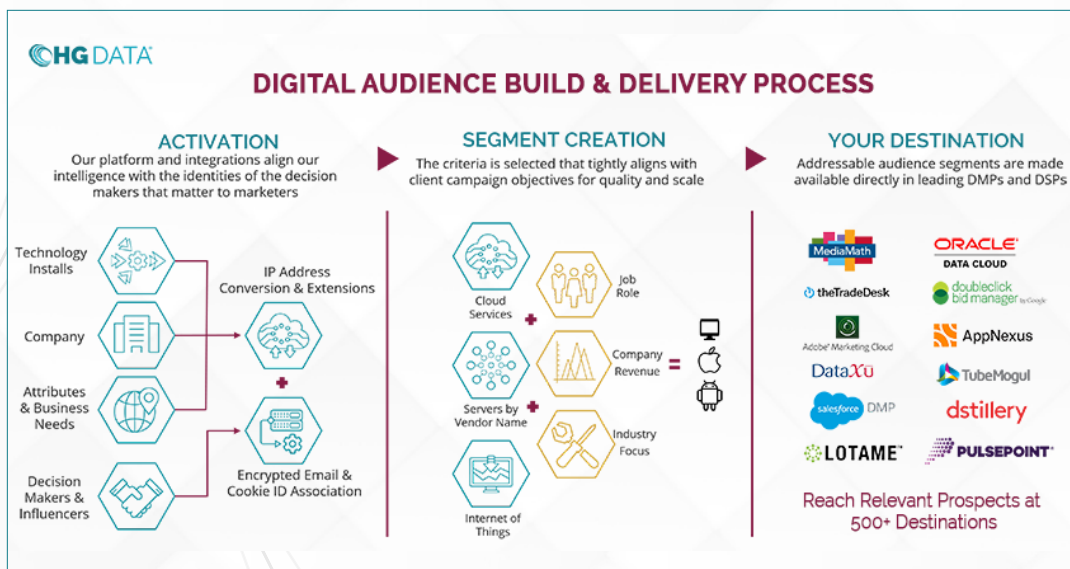 HG DATA®
DIGITAL AUDIENCE BUILD & DELIVERY PROCESS
ACTIVATION
Our platform and integrations align our
intelligence with the identities of the decision
makers that matter to marketers
Technology
Installs
Company
Attributes
& Business
Needs
Decision
Makers &
Influencers
IP Address
Conversion & Extensions
Encrypted Email &
Cookie ID Association
SEGMENT CREATION
The criteria is selected that tightly aligns with
client campaign objectives for quality and scale
Cloud
Services
Servers by
Vendor Name
Internet of
Things
Job
Role
Company
Revenue
Industry
Focus
YOUR DESTINATION
Addressable audience segments are made
available directly in leading DMPs and DSPs
MediaMath
ORACLE®
DATA CLOUD
theTradeDesk
doubleclick
bid manager by Google
Adobe® Marketing Cloud
AppNexus
DataXū
TubeMogul
salesforce DMP
dstillery
LOTAME™
PULSEPOINT®
Reach Relevant Prospects at
500+ Destinations